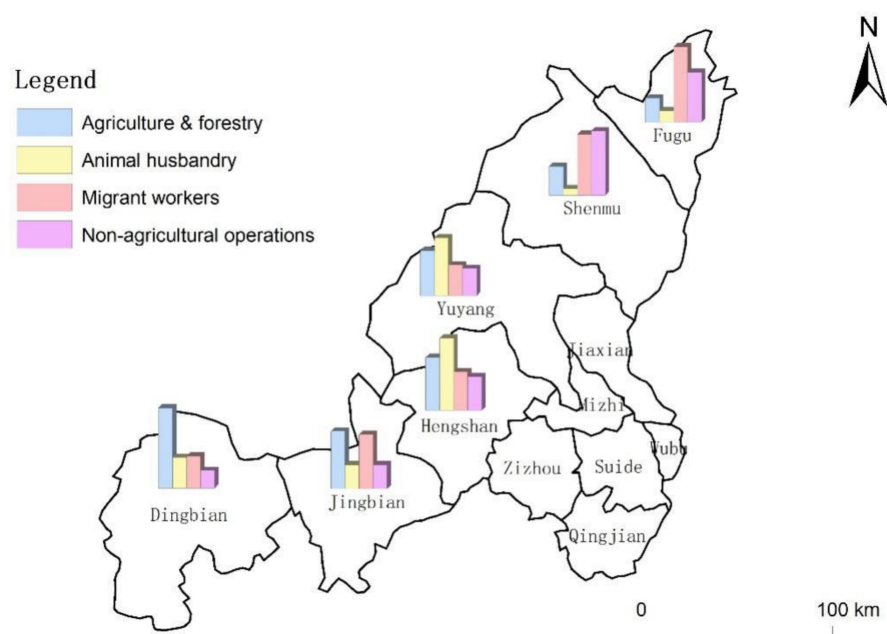 N
Legend
Agriculture & forestry
Animal husbandry
Migrant workers
Non-agricultural operations
Fugu
Shenmu
Yuyang
Jiaxian
Mizhi
Hengshan
Wubu
Zizhou
Suide
Jingbian
Dingbian
Qingjian
0
100 km